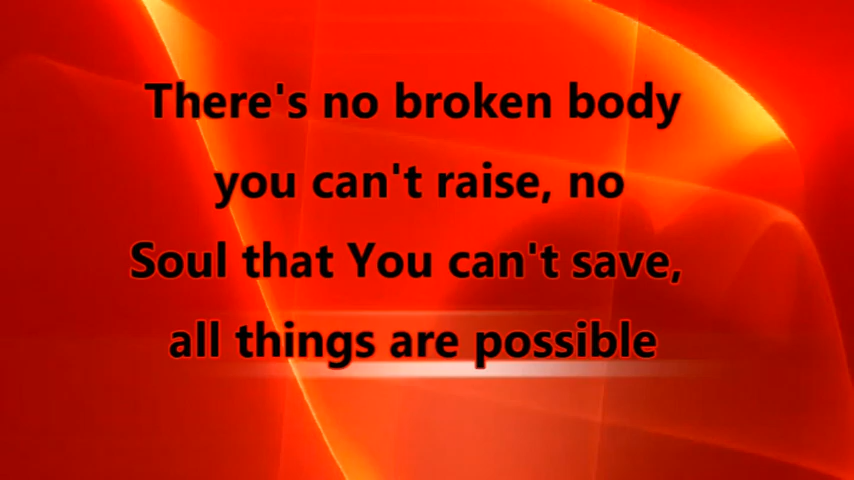 There's no broken body
you can't raise, no
Soul that You can't save,
all things are possible